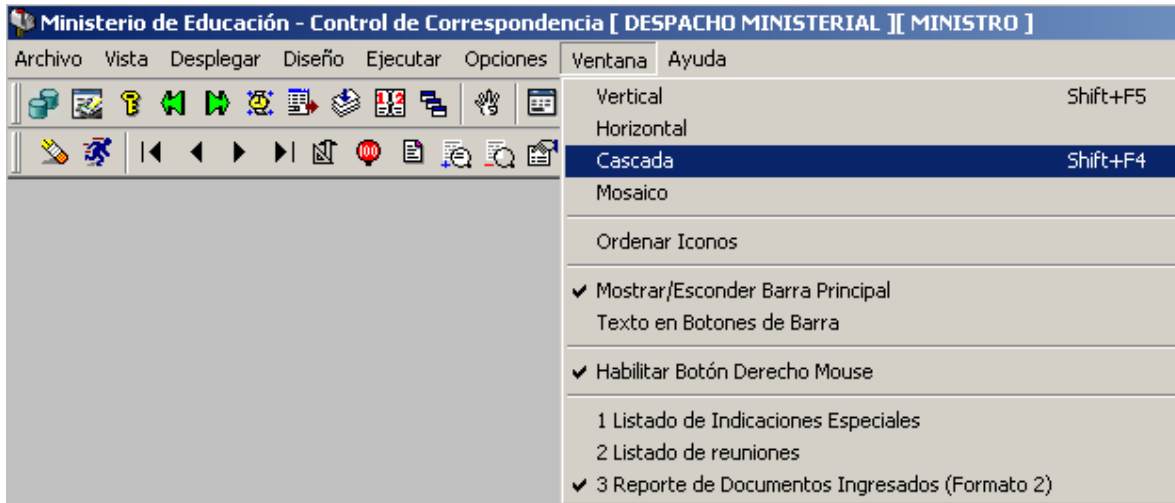 Ministerio de Educación - Control de Correspondencia [ DESPACHO MINISTERIAL ][ MINISTRO ]
Archivo Vista Desplegar Diseño Ejecutar Opciones Ventana Ayuda
Vertical Shift+F5
Horizontal
Cascada Shift+F4
Mosaico
Ordenar Iconos
Mostrar/Esconder Barra Principal
Texto en Botones de Barra
Habilitar Botón Derecho Mouse
1 Listado de Indicaciones Especiales
2 Listado de reuniones
3 Reporte de Documentos Ingresados (Formato 2)